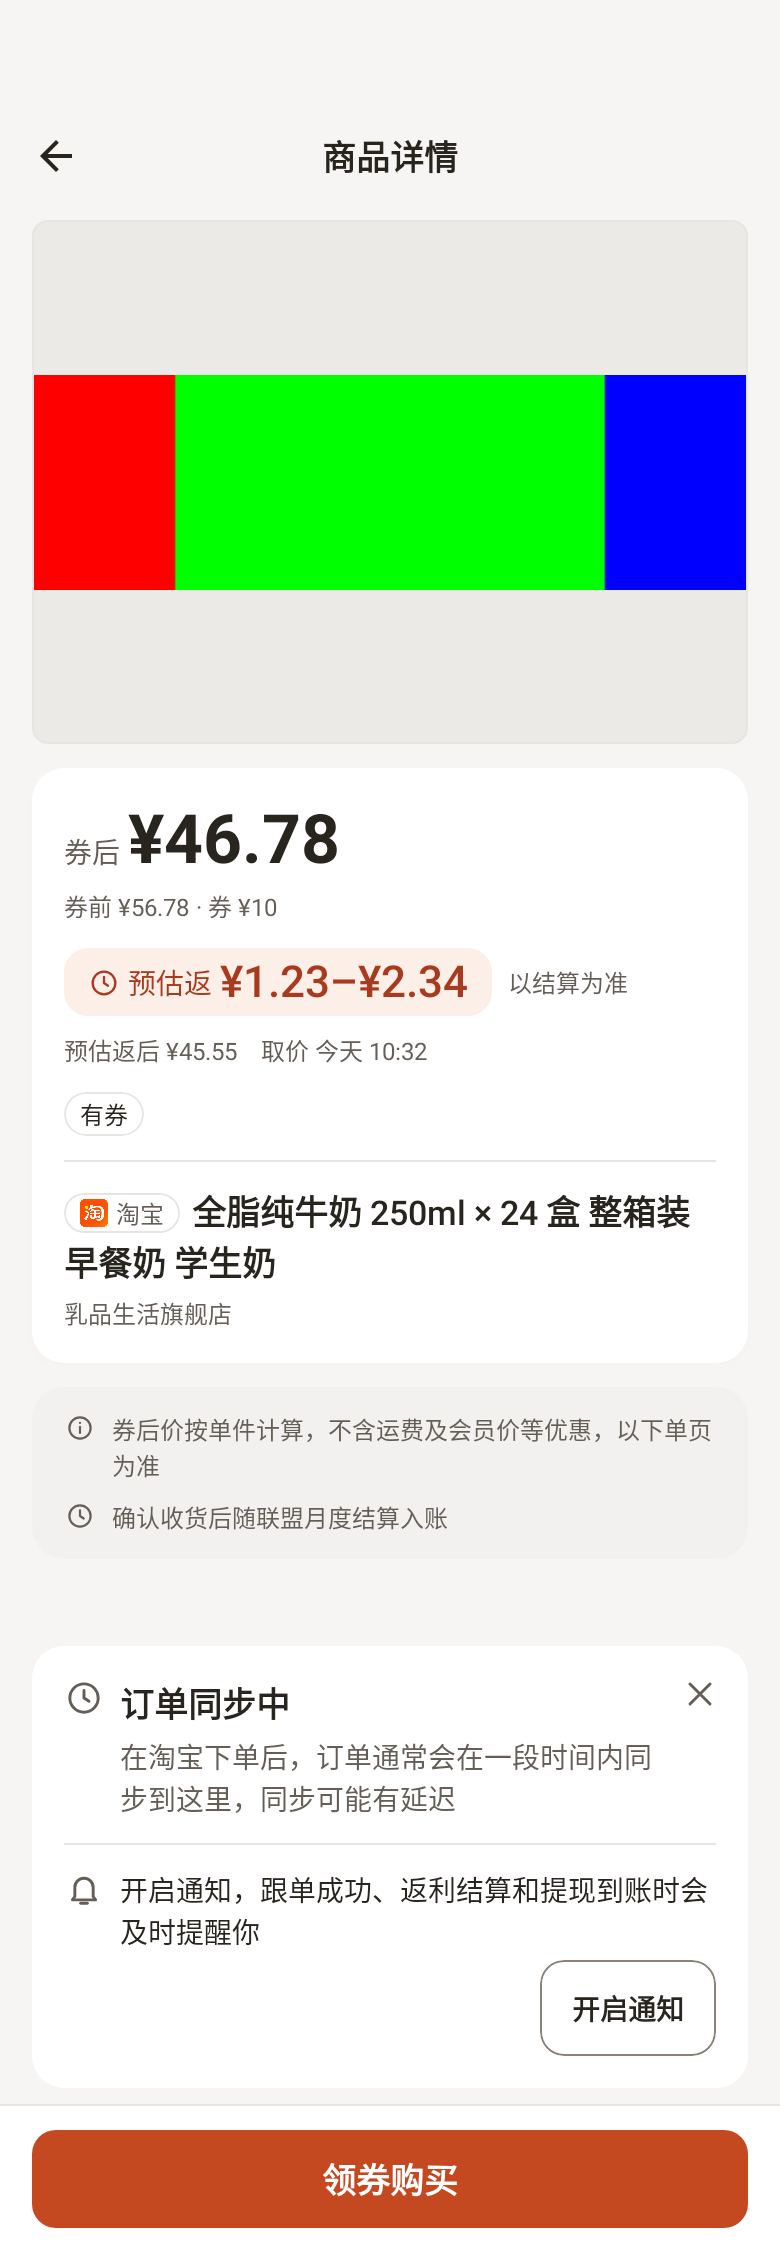 商品详情
券后 ¥46.78
券前 ¥56.78 · 券 ¥10
预估返 ¥1.23–¥2.34 以结算为准
预估返后 ¥45.55 取价 今天 10:32
有券
淘 淘宝 全脂纯牛奶 250ml × 24 盒 整箱装
早餐奶 学生奶
乳品生活旗舰店
券后价按单件计算，不含运费及会员价等优惠，以下单页
为准
确认收货后随联盟月度结算入账
订单同步中
在淘宝下单后，订单通常会在一段时间内同
步到这里，同步可能有延迟
开启通知，跟单成功、返利结算和提现到账时会
及时提醒你
开启通知
领券购买